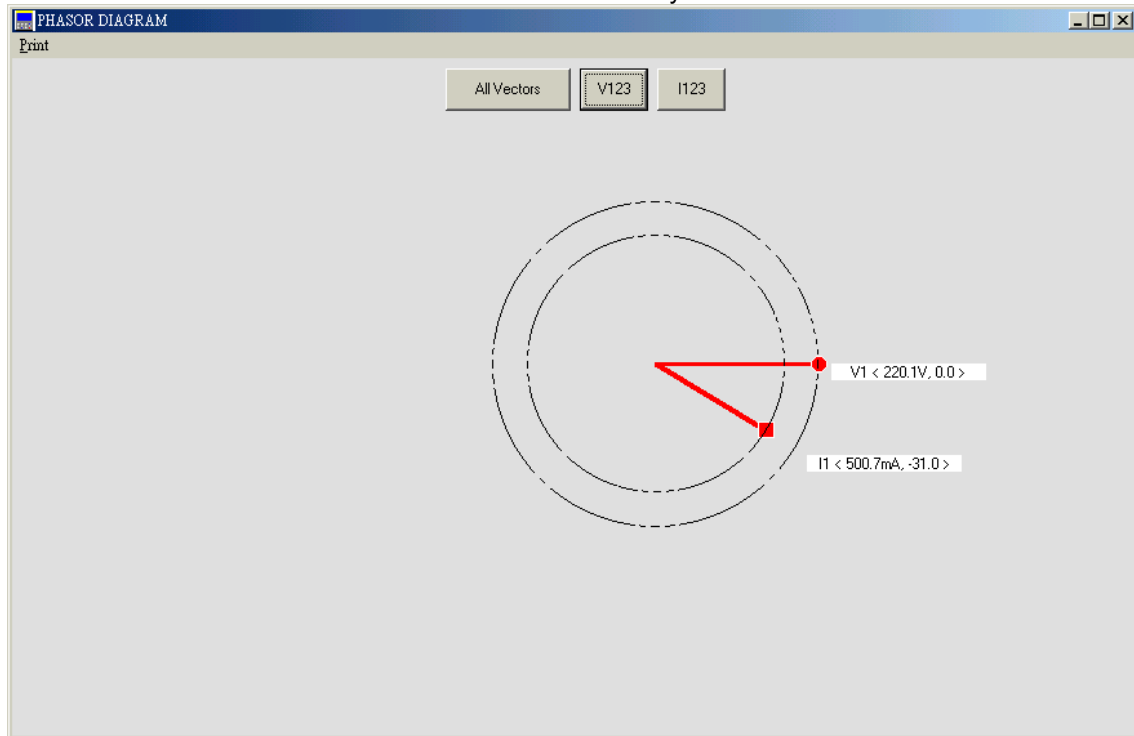 PHASOR DIAGRAM
Print
All Vectors V123 I123
V1 < 220.1V, 0.0 >
I1 < 500.7mA, -31.0 >